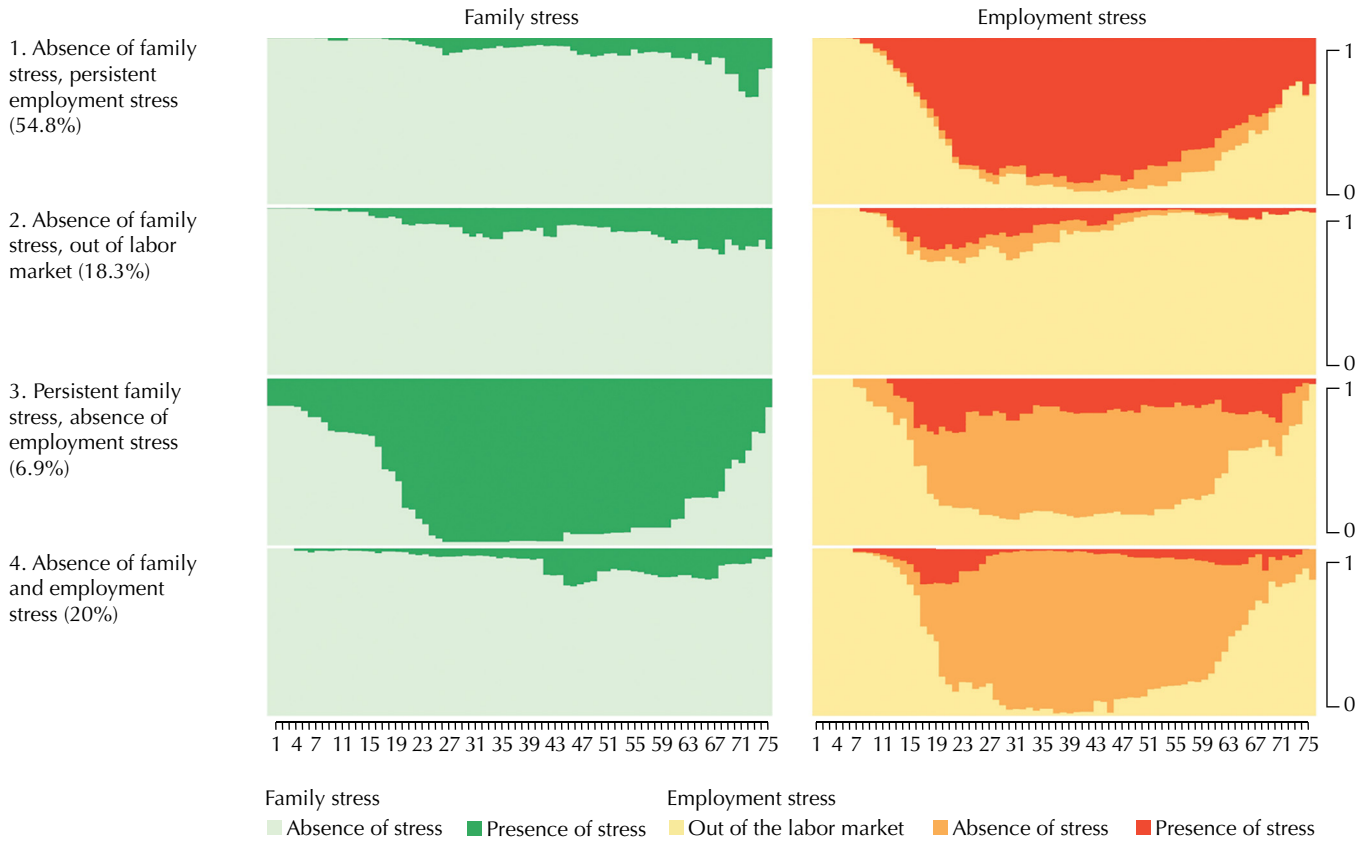 Family stress
Employment stress
1. Absence of family
stress, persistent
employment stress
(54.8%)
1
0
2. Absence of family
stress, out of labor
market (18.3%)
1
0
3. Persistent family
stress, absence of
employment stress
(6.9%)
1
0
4. Absence of family
and employment
stress (20%)
1
0
1 4 7 11 15 19 23 27 31 35 39 43 47 51 55 59 63 67 71 75
1 4 7 11 15 19 23 27 31 35 39 43 47 51 55 59 63 67 71 75
Family stress
Employment stress
Absence of stress
Presence of stress
Out of the labor market
Absence of stress
Presence of stress